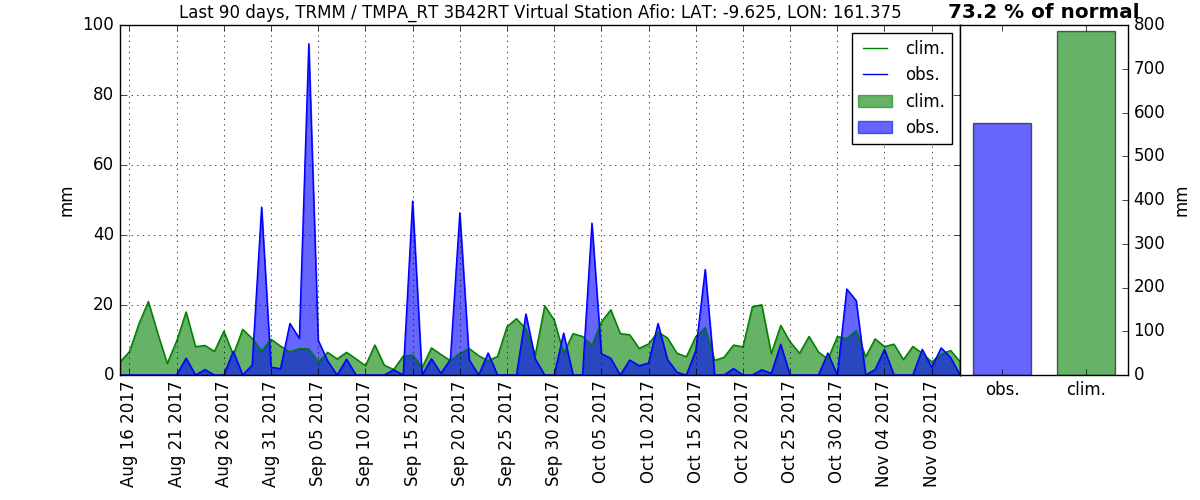 Last 90 days, TRMM / TMPA_RT 3B42RT Virtual Station Afio: LAT: -9.625, LON: 161.375
73.2 % of normal
100
80
60
40
20
0
mm
clim.
obs.
clim.
obs.
800
700
600
500
400
300
200
100
0
mm
Aug 16 2017
Aug 21 2017
Aug 26 2017
Aug 31 2017
Sep 05 2017
Sep 10 2017
Sep 15 2017
Sep 20 2017
Sep 25 2017
Sep 30 2017
Oct 05 2017
Oct 10 2017
Oct 15 2017
Oct 20 2017
Oct 25 2017
Oct 30 2017
Nov 04 2017
Nov 09 2017
obs.
clim.